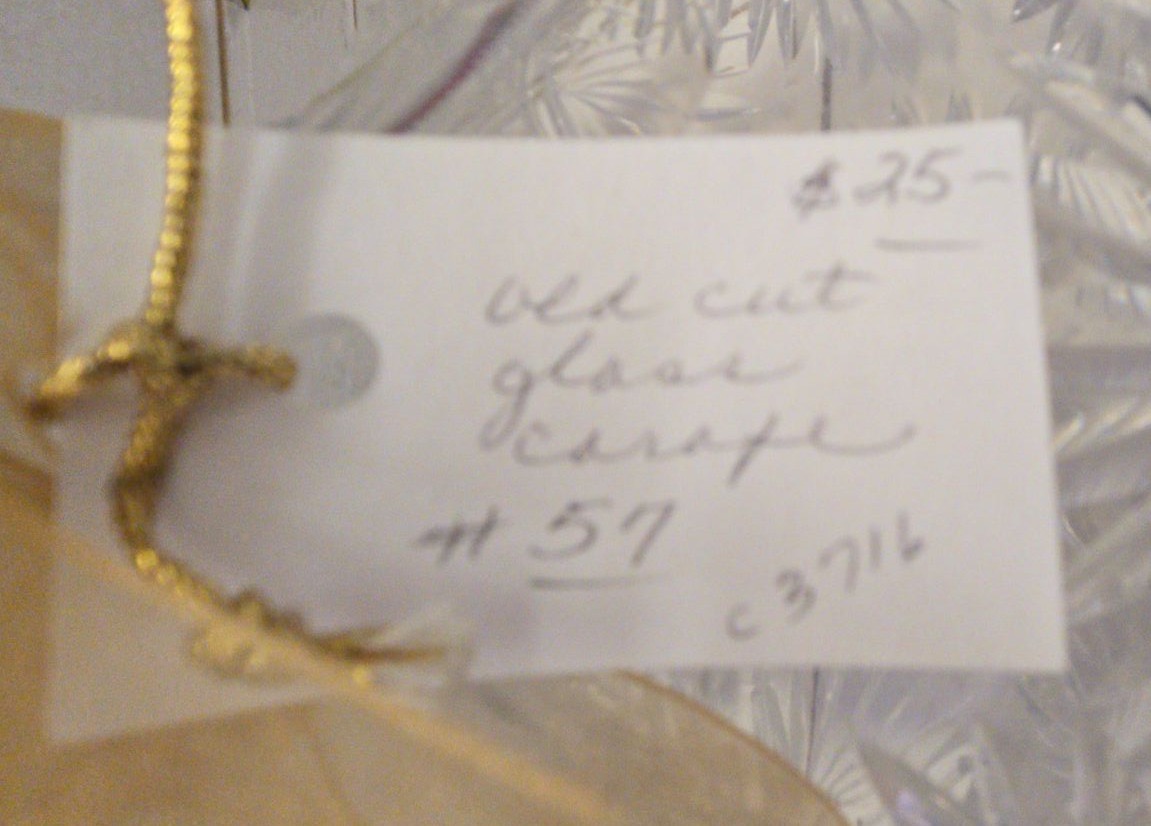 $25-
old cut
glass
carafe
# 57
c3716